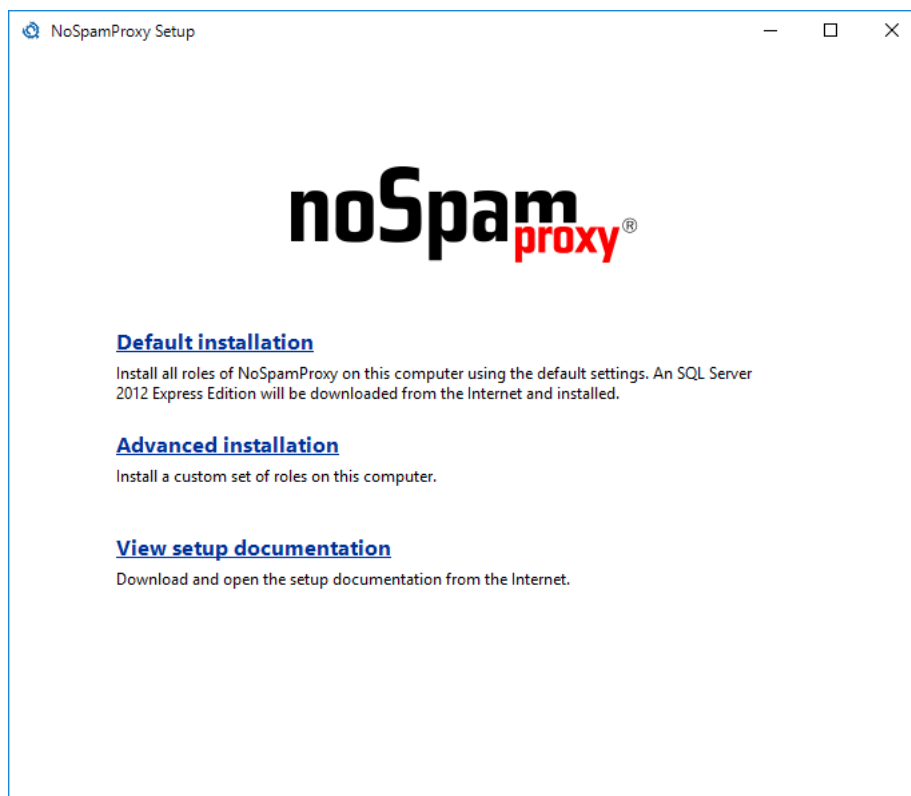 NoSpamProxy Setup
noSpam
proxy®
Default installation
Install all roles of NoSpamProxy on this computer using the default settings. An SQL Server
2012 Express Edition will be downloaded from the Internet and installed.
Advanced installation
Install a custom set of roles on this computer.
View setup documentation
Download and open the setup documentation from the Internet.